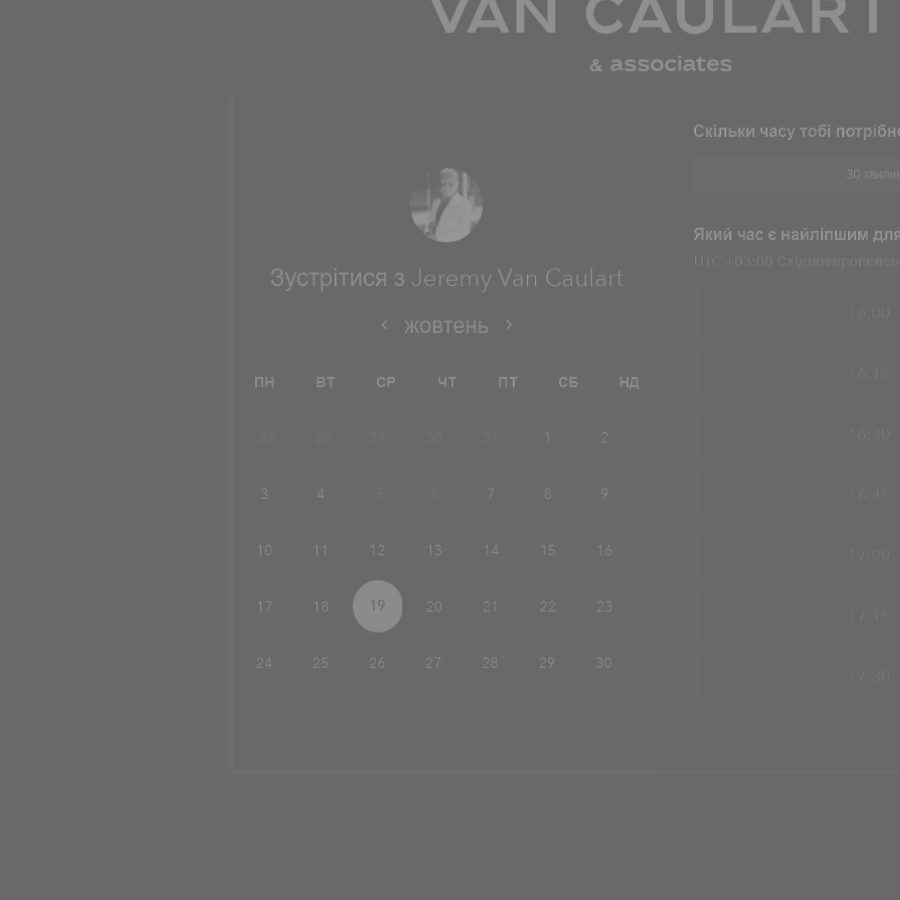 VAN CAULART
& associates
Зустрітися з Jeremy Van Caulart
жовтень
ПН ВТ СР ЧТ ПТ СБ НД
27 28 29 30 31 1 2
3 4 5 6 7 8 9
10 11 12 13 14 15 16
17 18 19 20 21 22 23
24 25 26 27 28 29 30
Скільки часу тобі
30
Який час є найліпшим для
UTC +03:00
16:00
16:15
16:30
16:45
17:00
17:15
17:30